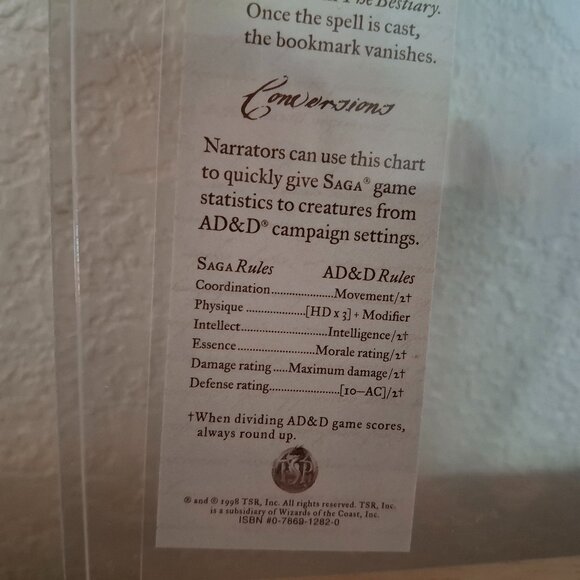 The Bestiary.
Once the spell is cast,
the bookmark vanishes.
Conversions
Narrators can use this chart
to quickly give SAGA® game
statistics to creatures from
AD&D® campaign settings.
SAGA Rules AD&D Rules
Coordination....................Movement/2†
Physique ...................[HD x 3] + Modifier
Intellect............................Intelligence/2†
Essence.........................Morale rating/2†
Damage rating .....Maximum damage/2†
Defense rating.......................[10–AC]/2†
†When dividing AD&D game scores,
always round up.
TSR
® and © 1998 TSR, Inc. All rights reserved. TSR, Inc.
is a subsidiary of Wizards of the Coast, Inc.
ISBN #0-7869-1282-0